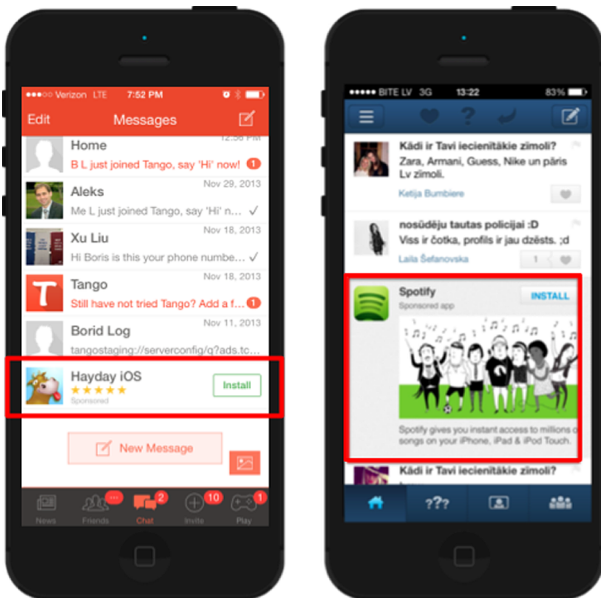 Verizon LTE 7:52 PM
Edit Messages
12:56 PM
Home
B L just joined Tango, say 'Hi' now! 1
Nov 29, 2013
Aleks
Me L just joined Tango, say 'Hi' n...
Nov 18, 2013
Xu Liu
Hi Boris is this your phone numbe...
Nov 18, 2013
Tango
Still have not tried Tango? Add a f... 1
Nov 11, 2013
Borid Log
tangostaging://serverconfig/q?ads.tc...
Hayday iOS
Sponsored
Install
New Message
2 10 1
News Friends Chat Invite Play
BITE LV 3G 13:22 83%
?
Kādi ir Tavi iecienītākie zīmoli?
Zara, Armani, Guess, Nike un pāris
Lv zīmoli.
Ketija Bumbiere
nosūdēju tautas policijai :D
Viss ir čotka, profils ir jau dzēsts. ;d
Laila Šefanovska
1
Spotify
Sponsored app
INSTALL
Spotify gives you instant access to millions o
songs on your iPhone, iPad & iPod Touch.
Kādi ir Tavi iecienītākie zīmoli?
???